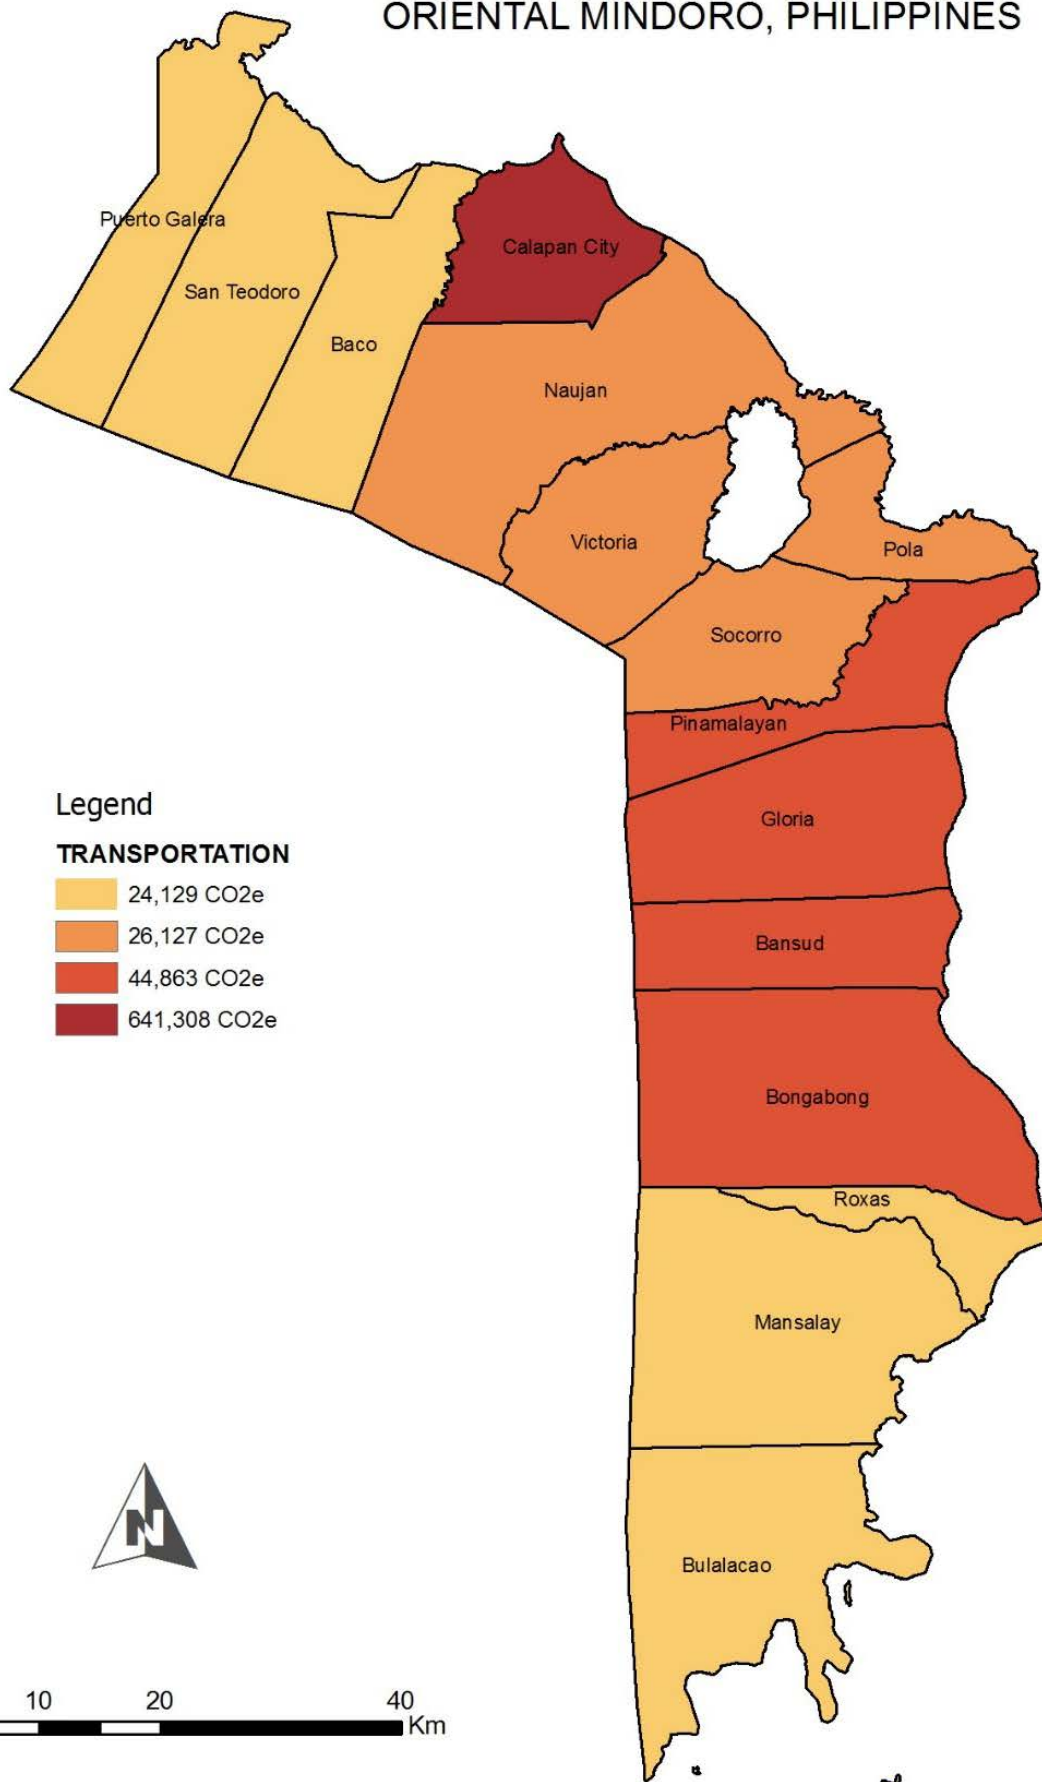 ORIENTAL MINDORO, PHILIPPINES
Puerto Galera
Calapan City
San Teodoro
Baco
Naujan
Victoria
Pola
Socorro
Pinamalayan
Gloria
Legend
TRANSPORTATION
24,129 CO2e
26,127 CO2e
44,863 CO2e
641,308 CO2e
Bansud
Bongabong
Roxas
Mansalay
N
Bulalacao
10 20 40
Km